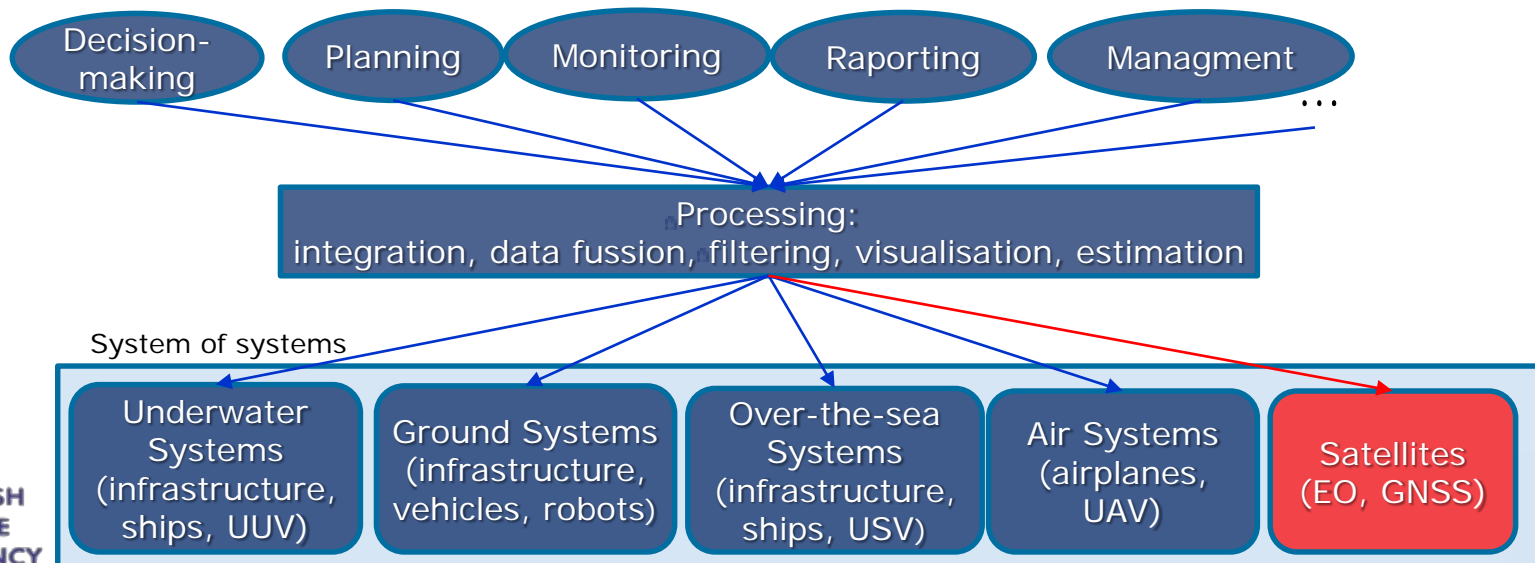 Decision-
making
Planning
Monitoring
Raporting
Managment
...
Processing:
integration, data fussion, filtering, visualisation, estimation
System of systems
Underwater
Systems
(infrastructure,
ships, UUV)
Ground Systems
(infrastructure,
vehicles, robots)
Over-the-sea
Systems
(infrastructure,
ships, USV)
Air Systems
(airplanes,
UAV)
Satellites
(EO, GNSS)
SH
E
NCY